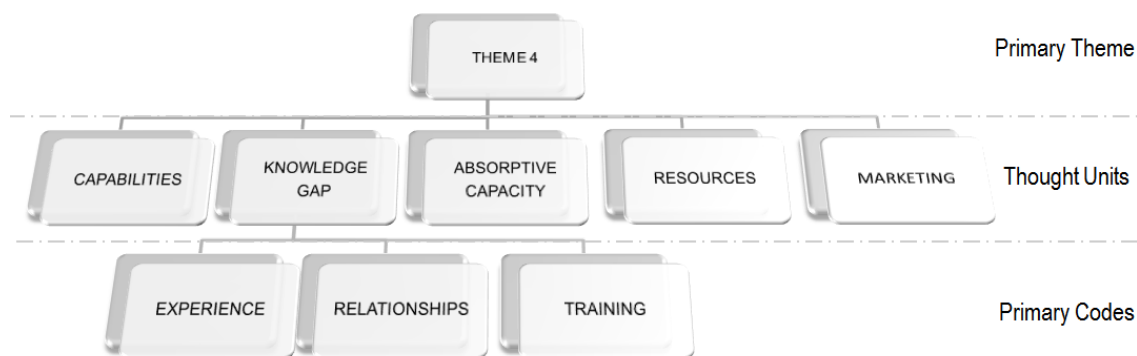 THEME 4
Primary Theme
CAPABILITIES
KNOWLEDGE
GAP
ABSORPTIVE
CAPACITY
RESOURCES
MARKETING
Thought Units
EXPERIENCE
RELATIONSHIPS
TRAINING
Primary Codes